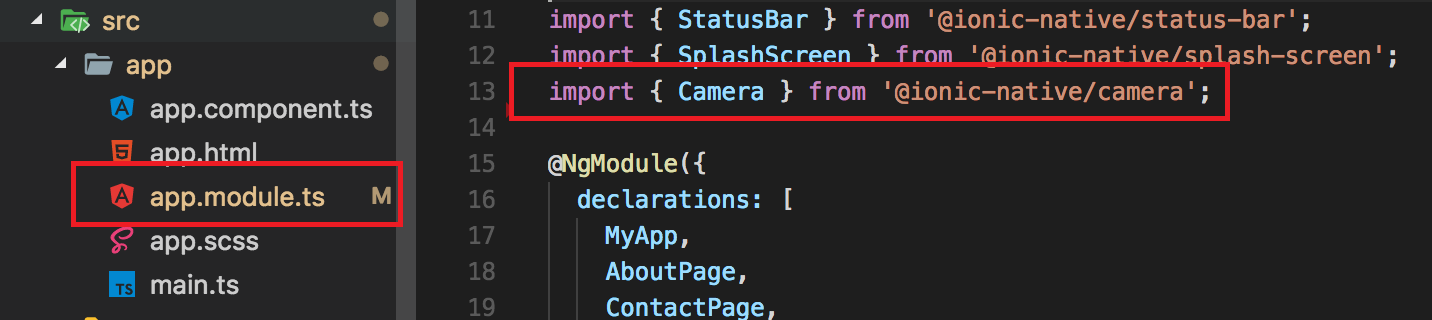 src
app
app.component.ts
app.html
app.module.ts M
app.scss
TS main.ts
11 import { StatusBar } from '@ionic-native/status-bar';
12 import { SplashScreen } from '@ionic-native/splash-screen';
13 import { Camera } from '@ionic-native/camera';
14
15 @NgModule({
16 declarations: [
17 MyApp,
18 AboutPage,
19 ContactPage,